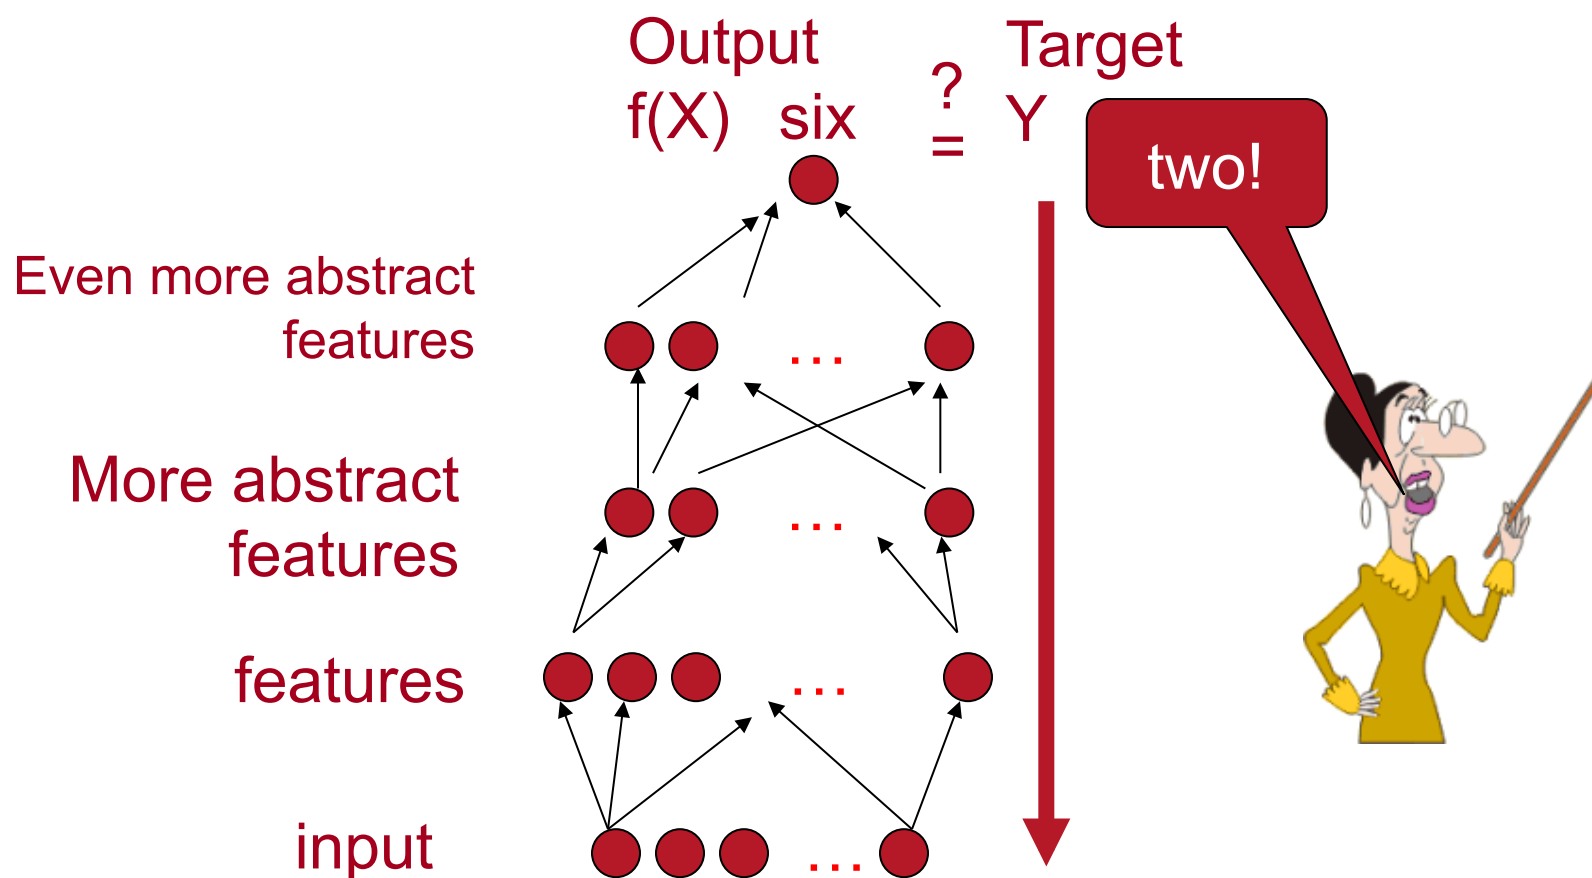 Output
f(X) six
?
=
Target
Y
two!
Even more abstract
features
...
More abstract
features
...
features
...
input
...